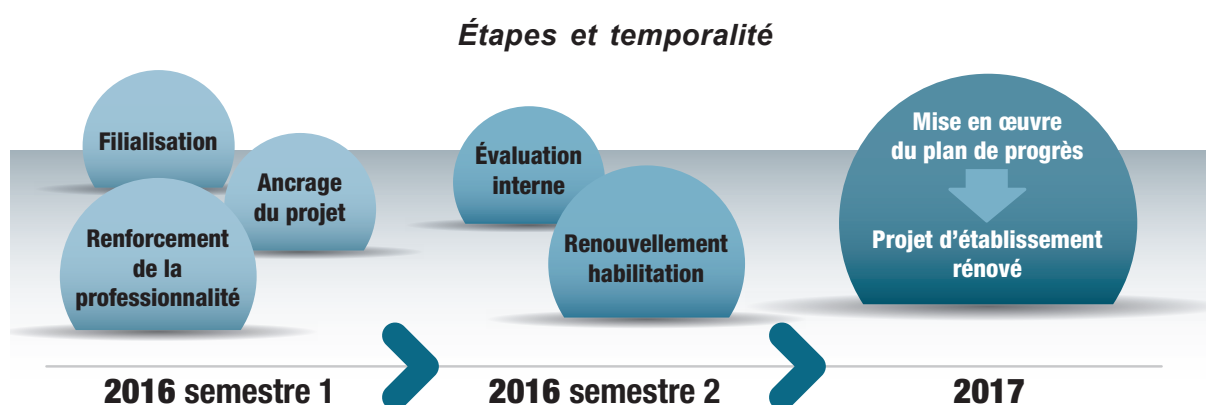 Étapes et temporalité
Filialisation
Ancrage
du projet
Renforcement
de la
professionnalité
Évaluation
interne
Renouvellement
habilitation
Mise en œuvre
du plan de progrès
Projet d'établissement
rénové
2016 semestre 1
2016 semestre 2
2017